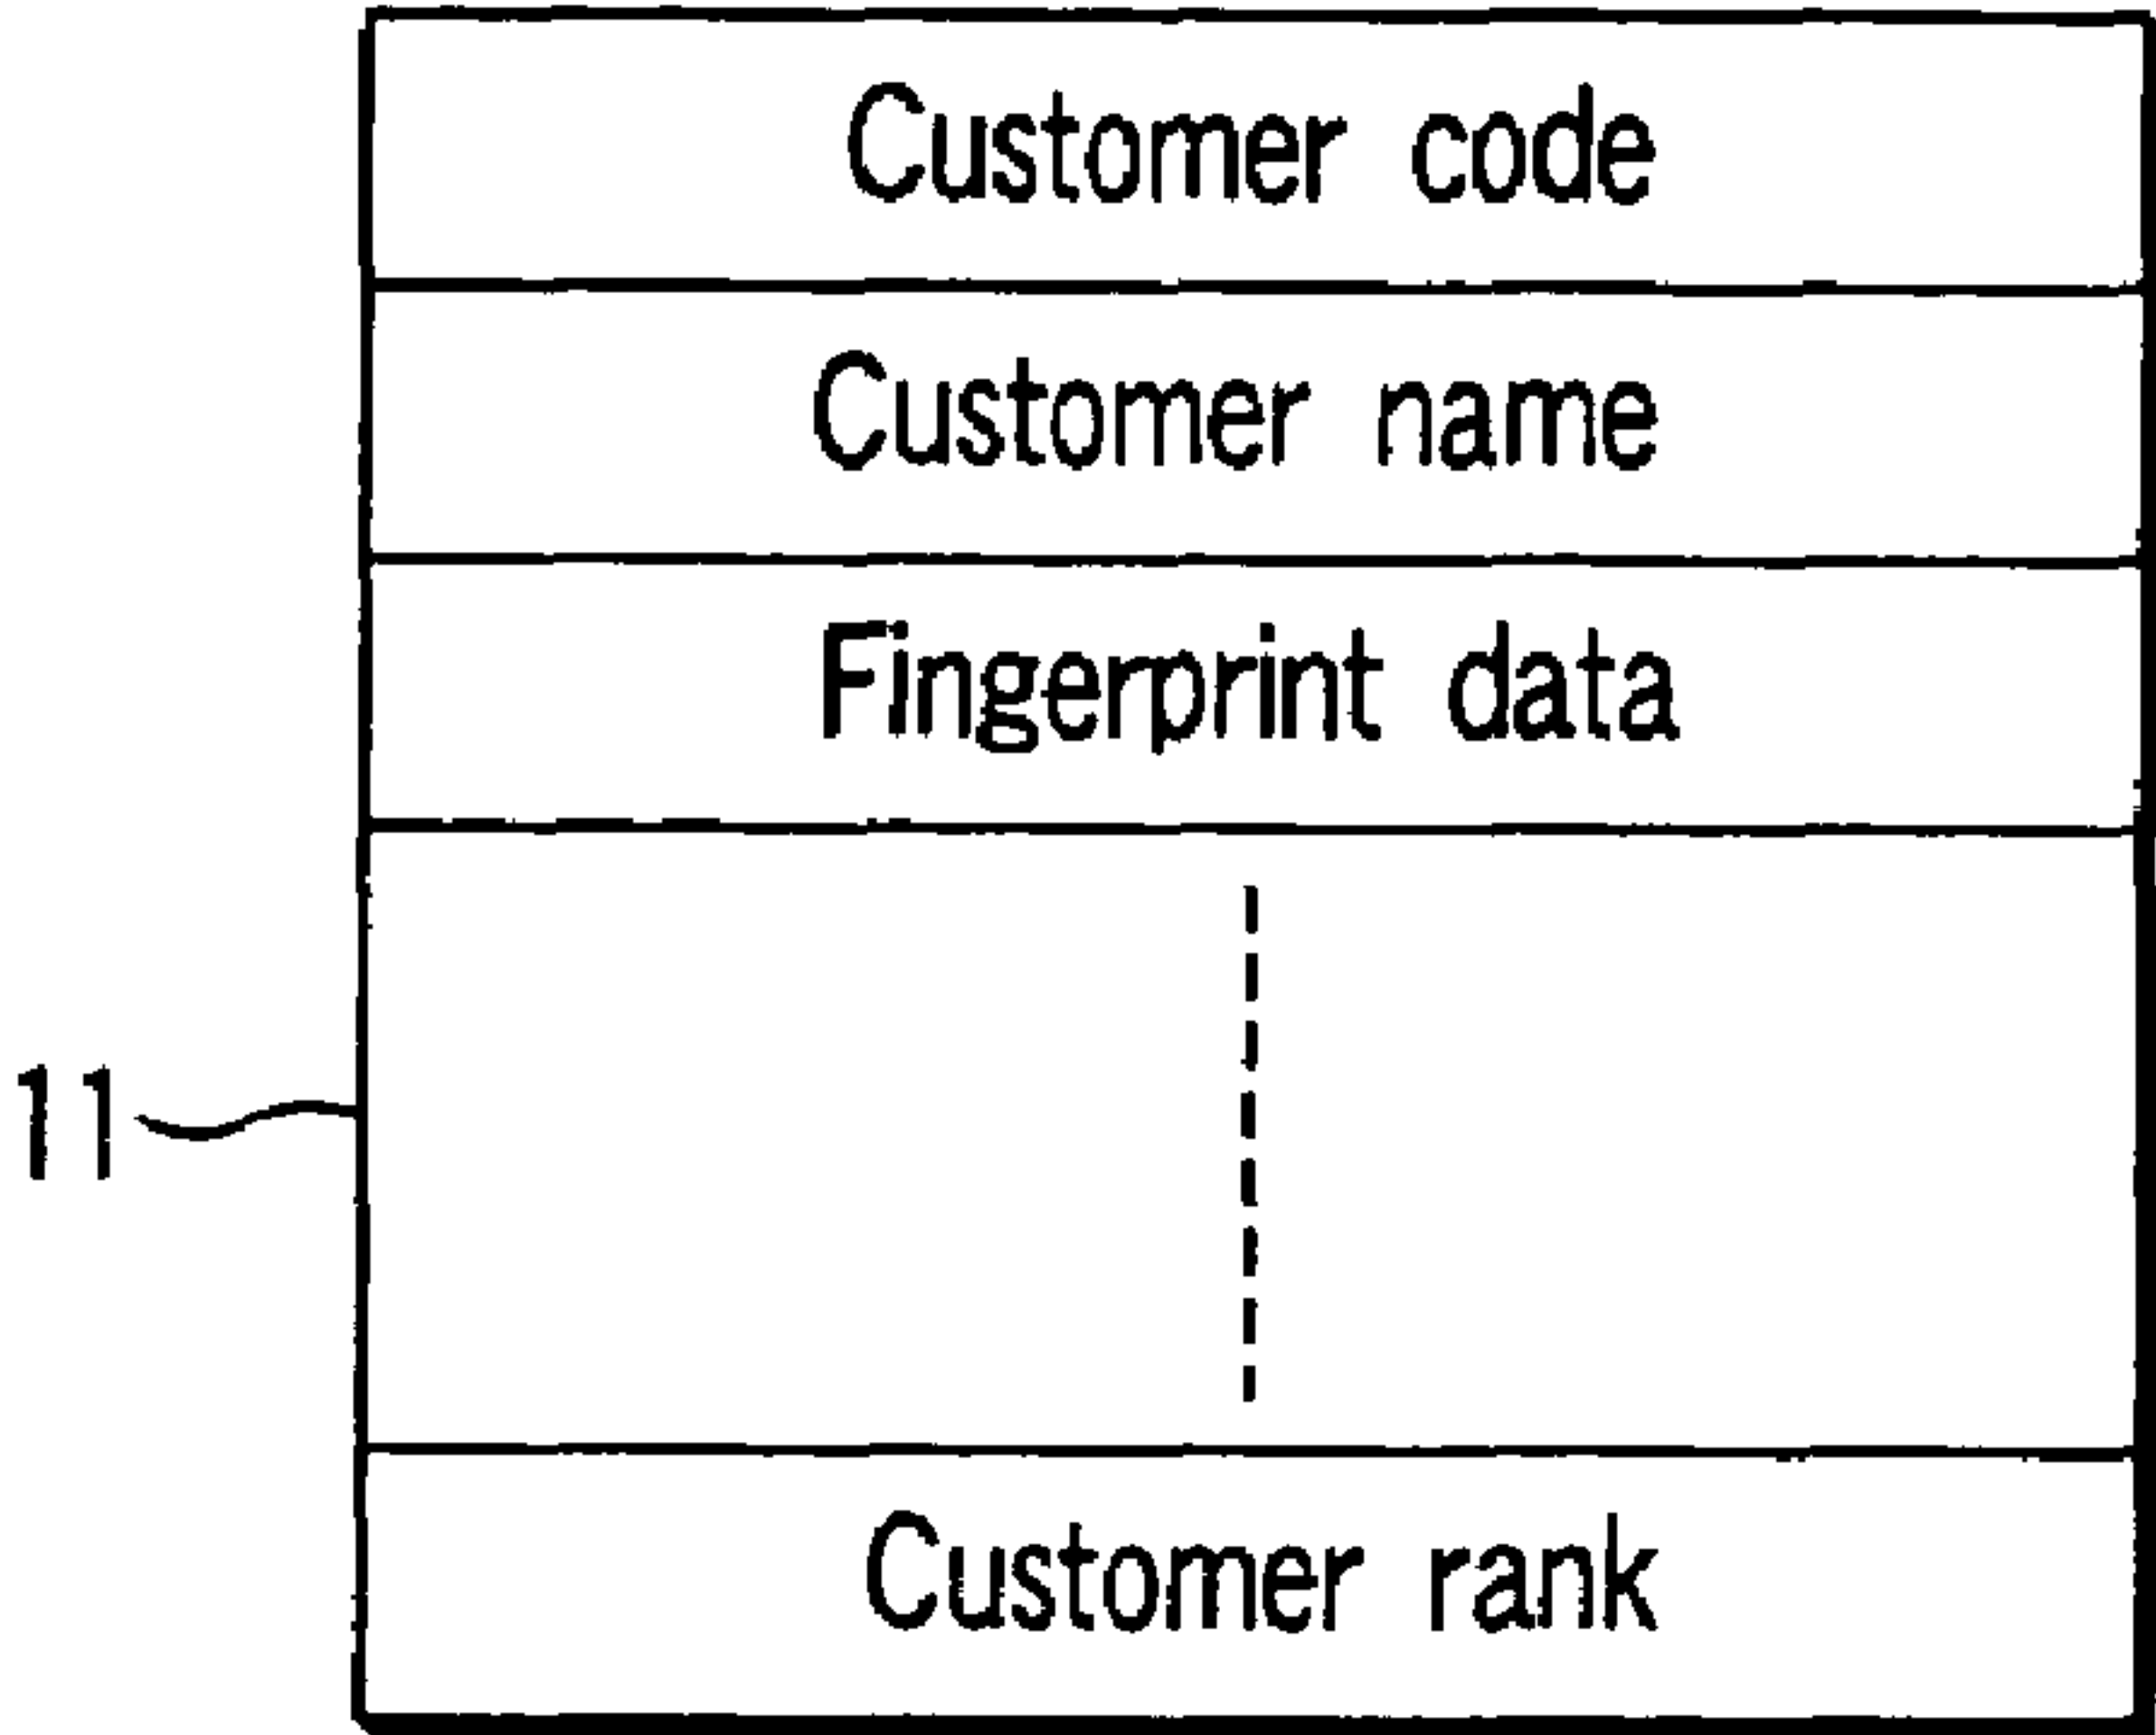 Customer code
Customer name
Fingerprint data
11
Customer rank